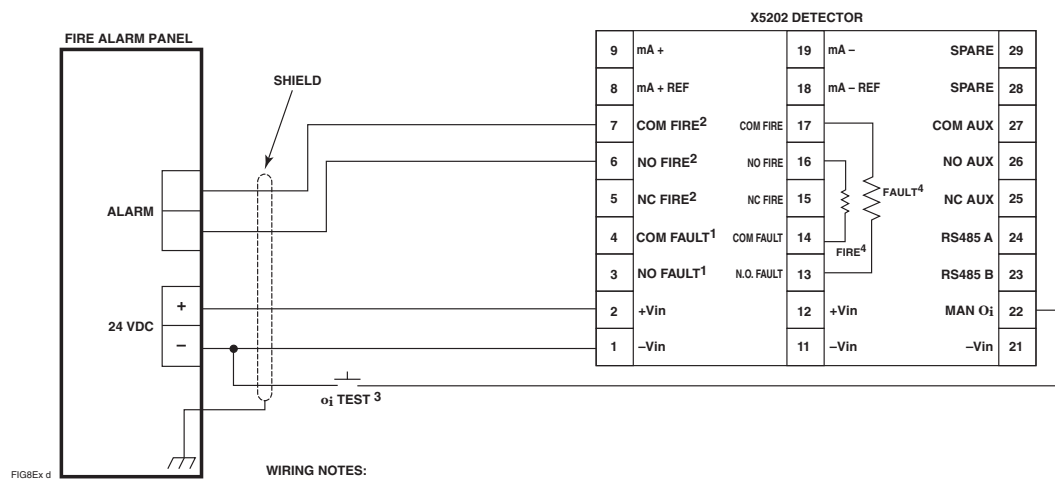 X5202 DETECTOR
FIRE ALARM PANEL
SHIELD
ALARM
24 VDC
+
–
oi TEST 3
9 mA + 19 mA – SPARE 29
8 mA + REF 18 mA – REF SPARE 28
7 COM FIRE2 COM FIRE 17 COM AUX 27
6 NO FIRE2 NO FIRE 16 NO AUX 26
5 NC FIRE2 NC FIRE 15 NC AUX 25
4 COM FAULT1 COM FAULT 14 RS485 A 24
3 NO FAULT1 N.O. FAULT 13 RS485 B 23
2 +Vin 12 +Vin MAN Oi 22
1 –Vin 11 –Vin –Vin 21
FAULT4
FIRE4
FIG8Ex d
WIRING NOTES: